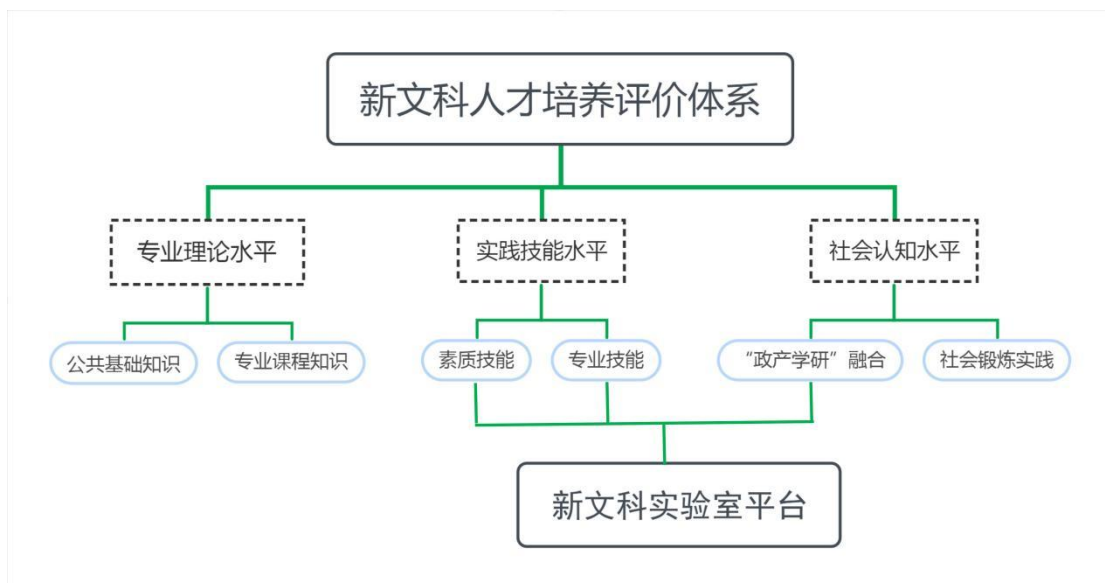 新文科人才培养评价体系
专业理论水平
实践技能水平
社会认知水平
公共基础知识
专业课程知识
素质技能
专业技能
“政产学研”融合
社会锻炼实践
新文科实验室平台